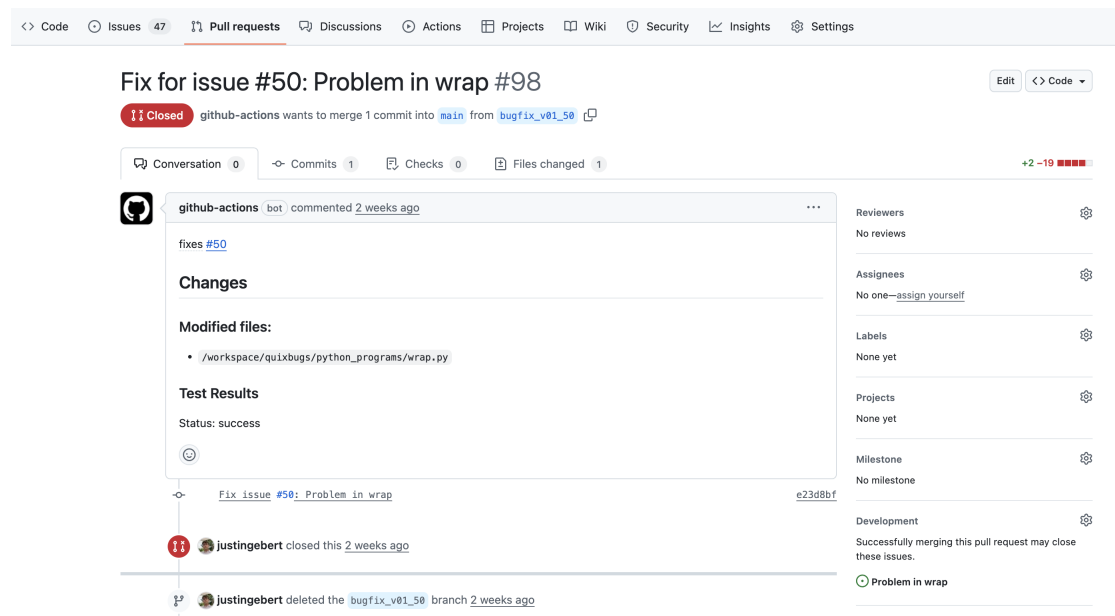 <> Code Issues 47 Pull requests Discussions Actions Projects Wiki Security Insights Settings
Fix for issue #50: Problem in wrap #98
Edit <> Code
Closed github-actions wants to merge 1 commit into main from bugfix_v01_50
Conversation 0 Commits 1 Checks 0 Files changed 1 +2 −19
github-actions bot commented 2 weeks ago ...
fixes #50
Changes
Modified files:
• /workspace/quixbugs/python_programs/wrap.py
Test Results
Status: success
Fix issue #50: Problem in wrap e23d8bf
justingebert closed this 2 weeks ago
justingebert deleted the bugfix_v01_50 branch 2 weeks ago
Reviewers
No reviews
Assignees
No one—assign yourself
Labels
None yet
Projects
None yet
Milestone
No milestone
Development
Successfully merging this pull request may close
these issues.
Problem in wrap